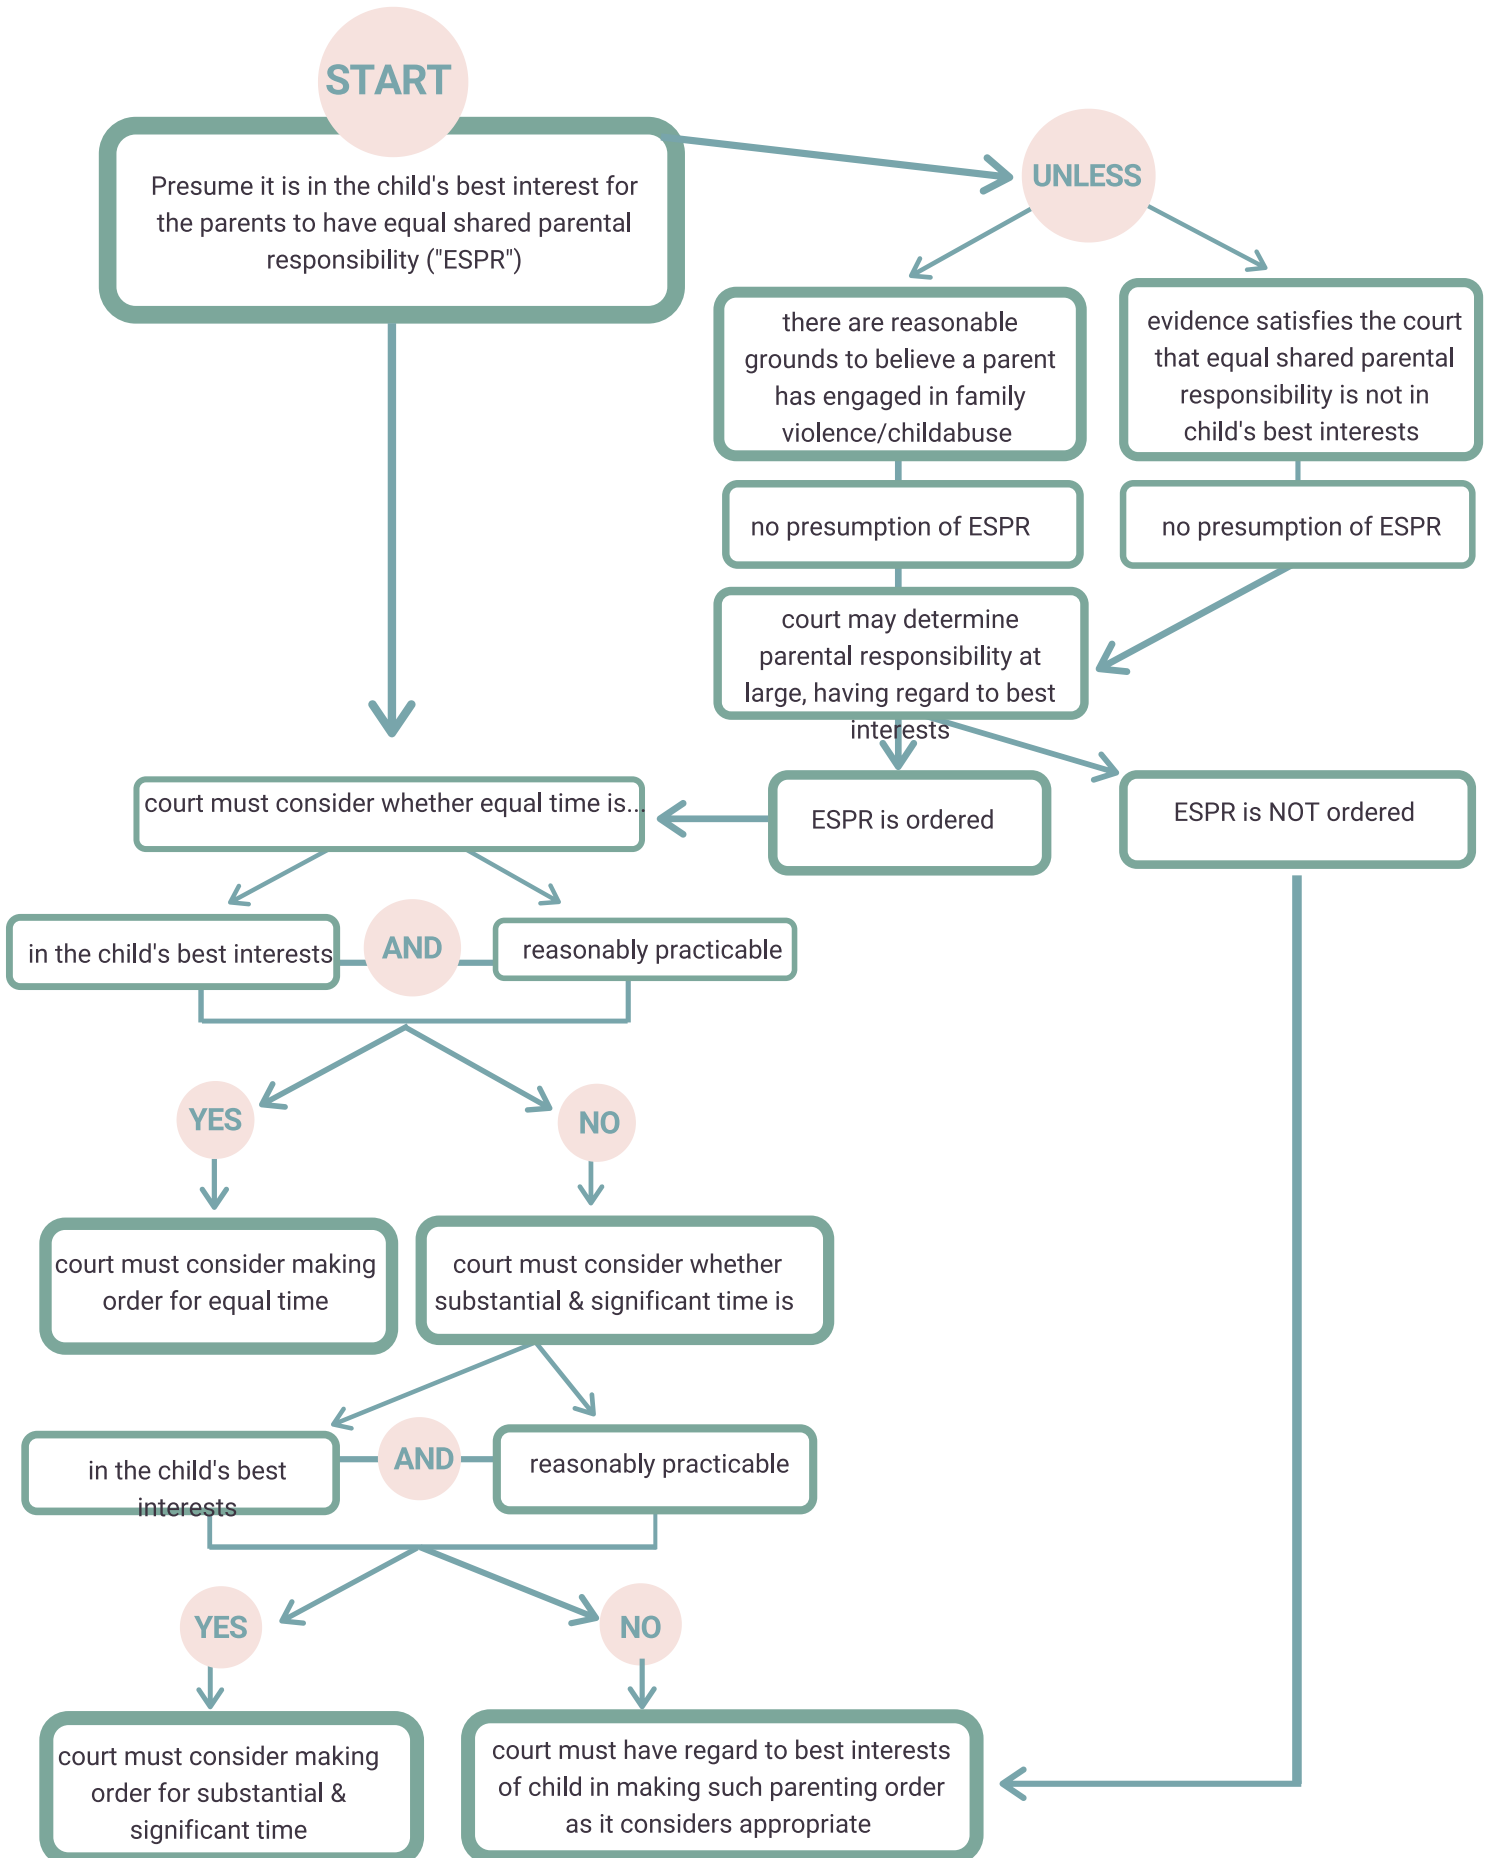 START
Presume it is in the child's best interest for
the parents to have equal shared parental
responsibility ("ESPR")
UNLESS
there are reasonable
grounds to believe a parent
has engaged in family
violence/childabuse
evidence satisfies the court
that equal shared parental
responsibility is not in
child's best interests
no presumption of ESPR
no presumption of ESPR
court may determine
parental responsibility at
large, having regard to best
interests
court must consider whether equal time is...
ESPR is ordered
ESPR is NOT ordered
in the child's best interests
AND
reasonably practicable
YES
NO
court must consider making
order for equal time
court must consider whether
substantial & significant time is
in the child's best
interests
AND
reasonably practicable
YES
NO
court must consider making
order for substantial &
significant time
court must have regard to best interests
of child in making such parenting order
as it considers appropriate